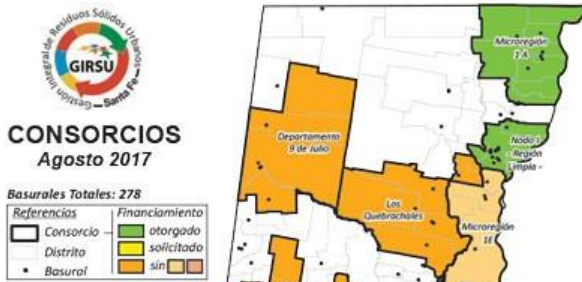 Gestión Integral de Residuos Sólidos Urbanos
GIRSU
Santa Fe
CONSORCIOS
Agosto 2017
Basurales Totales: 278
Referencias
Consorcio
Distrito
Basural
Financiamiento
otorgado
solicitado
sin
Microregión
1 A
Departamento
9 de Julio
Nodo I
- Región
Limpia -
Los
Quebrachales
Microregión
1E